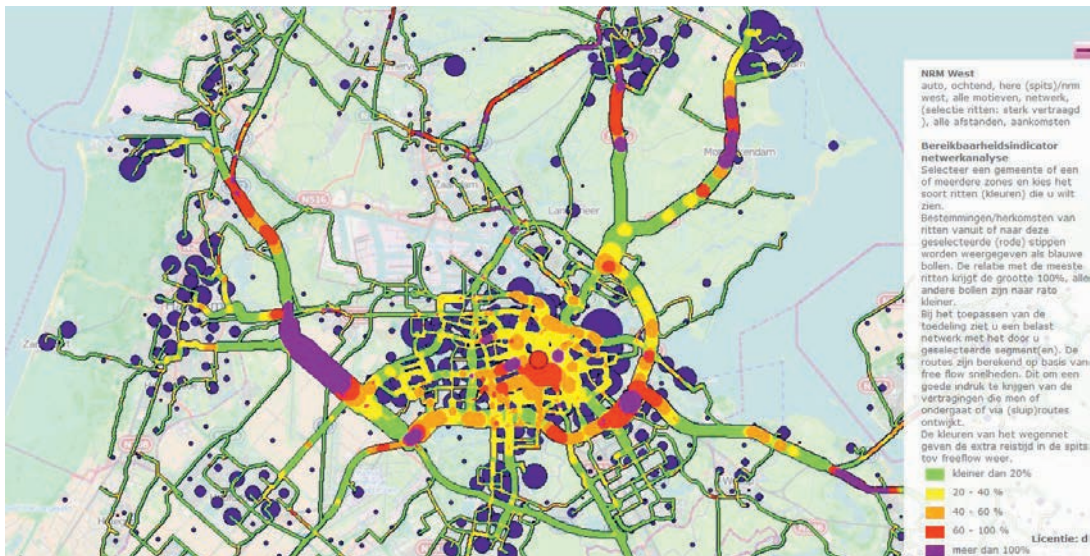 NRM West
auto, ochtend, here (spits)/nrm
west, alle motieven, netwerk,
(selectie ritten: sterk vertraagd
), alle afstanden, aankomsten
Bereikbaarheidsindicator
netwerkanalyse
Selecteer een gemeente of een
of meerdere zones en kies het
soort ritten (kleuren) die u wilt
zien.
Bestemmingen/herkomsten van
ritten vanuit of naar deze
geselecteerde (rode) stippen
worden weergegeven als blauwe
bollen. De relatie met de meeste
ritten krijgt de grootte 100%, alle
andere bollen zijn naar rato
kleiner.
Bij het toepassen van de
toedeling ziet u een belast
netwerk met het door u
geselecteerde segment(en). De
routes zijn berekend op basis van
free flow snelheden. Dit om een
goede indruk te krijgen van de
vertragingen die men of
ondergaat of via (sluip)routes
ontwijkt.
De kleuren van het wegennet
geven de extra reistijd in de spits
tov freeflow weer.
kleiner dan 20%
20 - 40 %
40 - 60 %
60 - 100 %
meer dan 100%
Licentie: d
Zaandam
N516